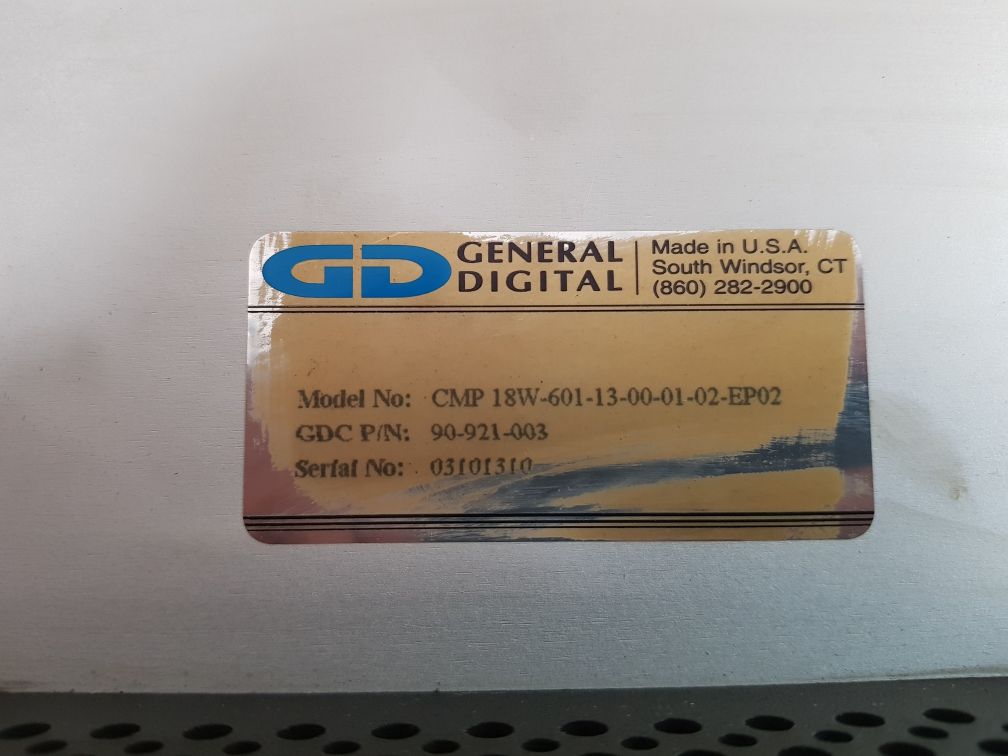 GD GENERAL DIGITAL
Made in U.S.A.
South Windsor, CT
(860) 282-2900
Model No: CMP 18W-601-13-00-01-02-EP02
GDC P/N: 90-921-003
Serial No: 03101310